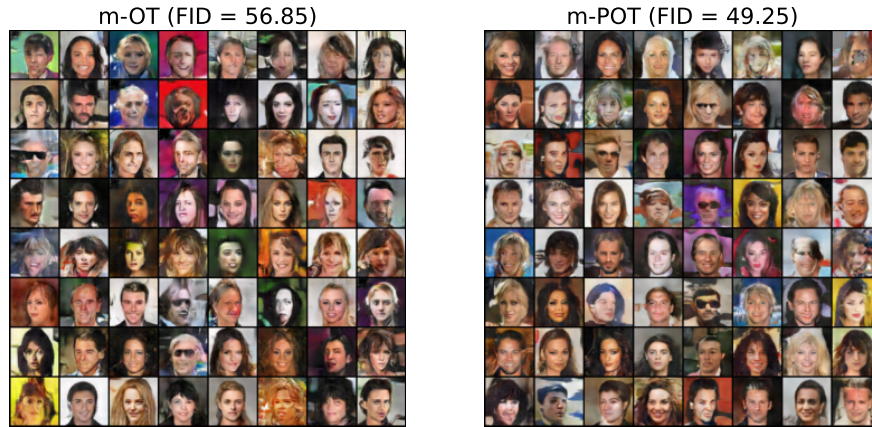 m-OT (FID = 56.85)
m-POT (FID = 49.25)